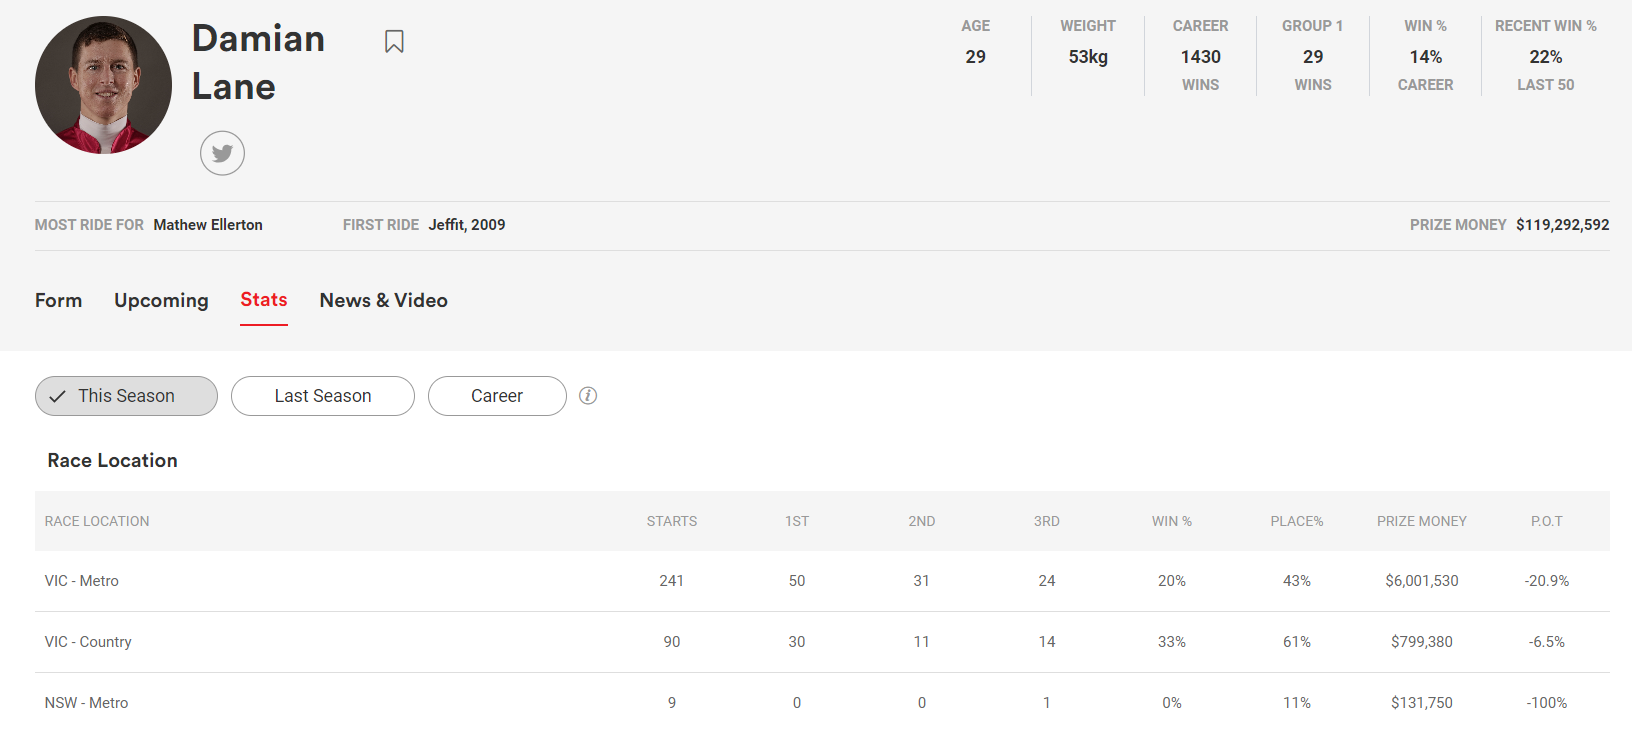 Damian
Lane
AGE
29
WEIGHT
53kg
CAREER
1430
WINS
GROUP 1
29
WINS
WIN %
14%
CAREER
RECENT WIN %
22%
LAST 50
MOST RIDE FOR Mathew Ellerton
FIRST RIDE Jeffit, 2009
PRIZE MONEY $119,292,592
Form Upcoming Stats News & Video
This Season Last Season Career i
Race Location
RACE LOCATION STARTS 1ST 2ND 3RD WIN % PLACE% PRIZE MONEY P.O.T
VIC - Metro 241 50 31 24 20% 43% $6,001,530 -20.9%
VIC - Country 90 30 11 14 33% 61% $799,380 -6.5%
NSW - Metro 9 0 0 1 0% 11% $131,750 -100%